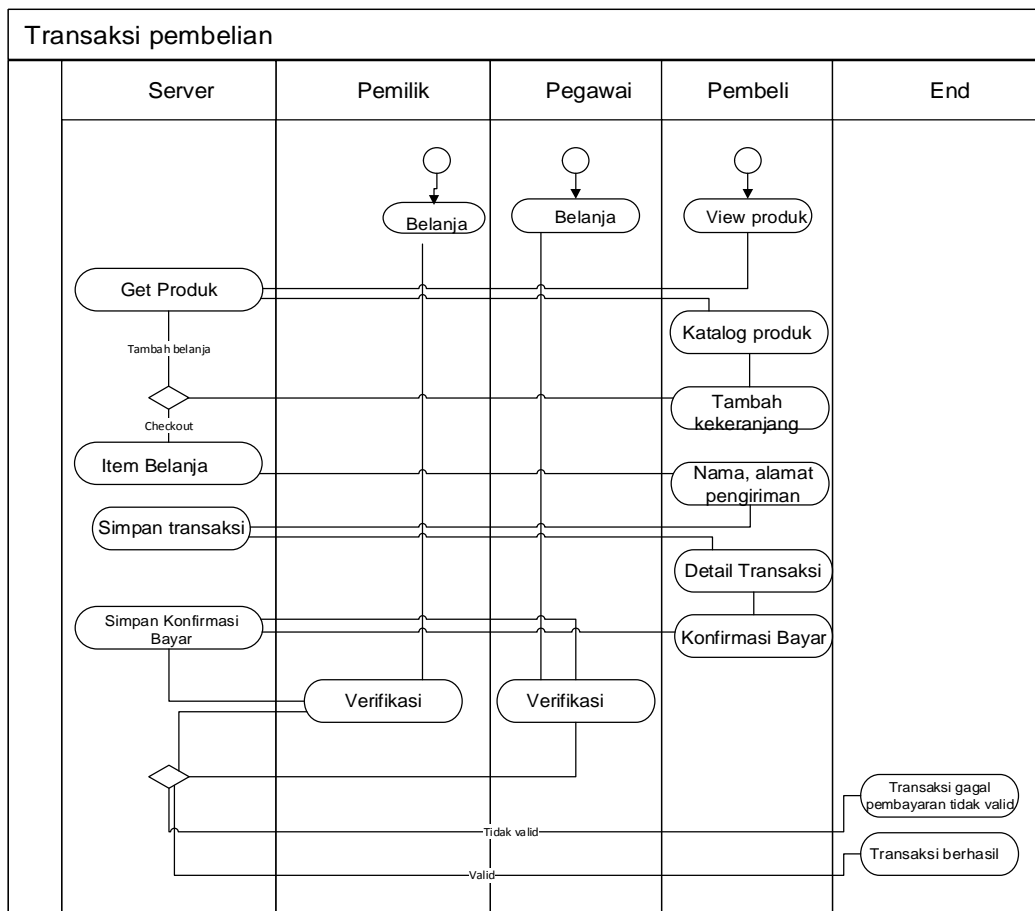 Transaksi pembelian
Server
Pemilik
Pegawai
Pembeli
End
Belanja
Belanja
View produk
Get Produk
Katalog produk
Tambah belanja
Tambah
kekeranjang
Checkout
Item Belanja
Nama, alamat
pengiriman
Simpan transaksi
Detail Transaksi
Simpan Konfirmasi
Bayar
Konfirmasi Bayar
Verifikasi
Verifikasi
Transaksi gagal
pembayaran tidak valid
Tidak valid
Transaksi berhasil
Valid